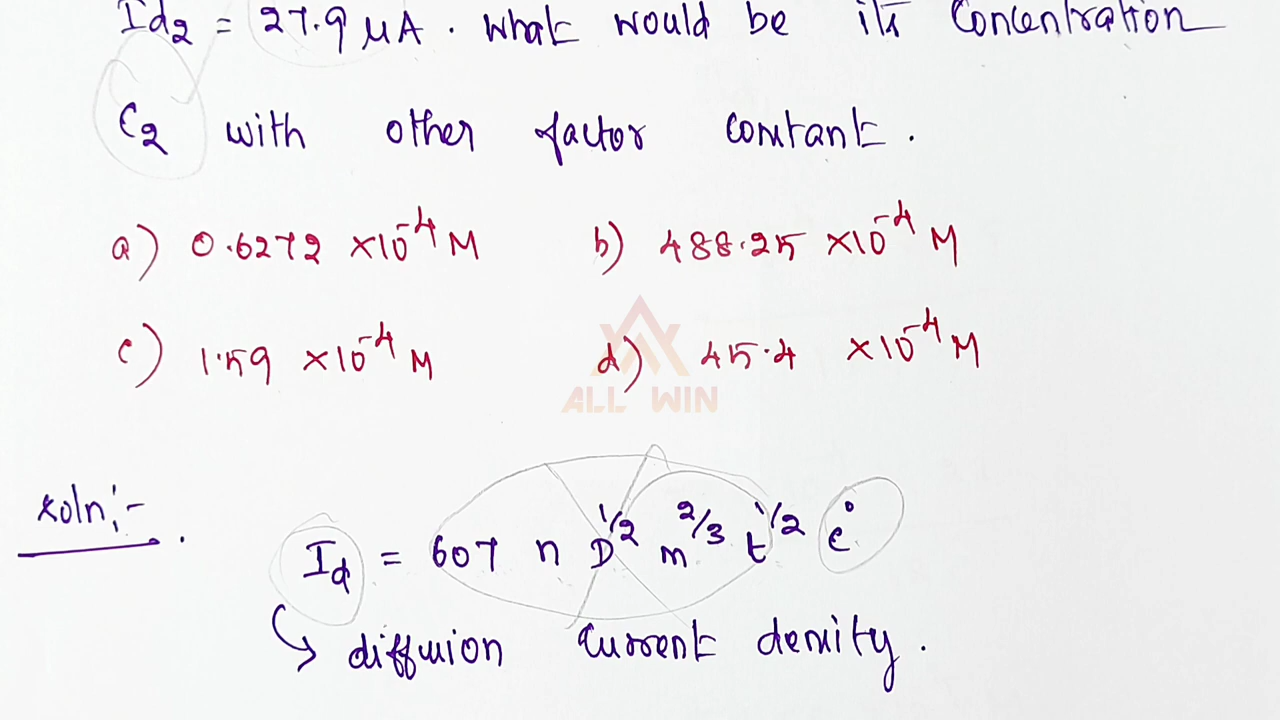 Id₂ = 27.9 μA. What would be its Concentration
C₂ with other factor constant.
a) 0.6272 ×10⁻⁴ M b) 488.25 ×10⁻⁴ M
c) 1.59 ×10⁻⁴ M d) 45.4 ×10⁻⁴ M
ALL WIN
soln:-
Id = 607 n D^1/2 m^2/3 t^1/2 c°
↳ diffusion current density.